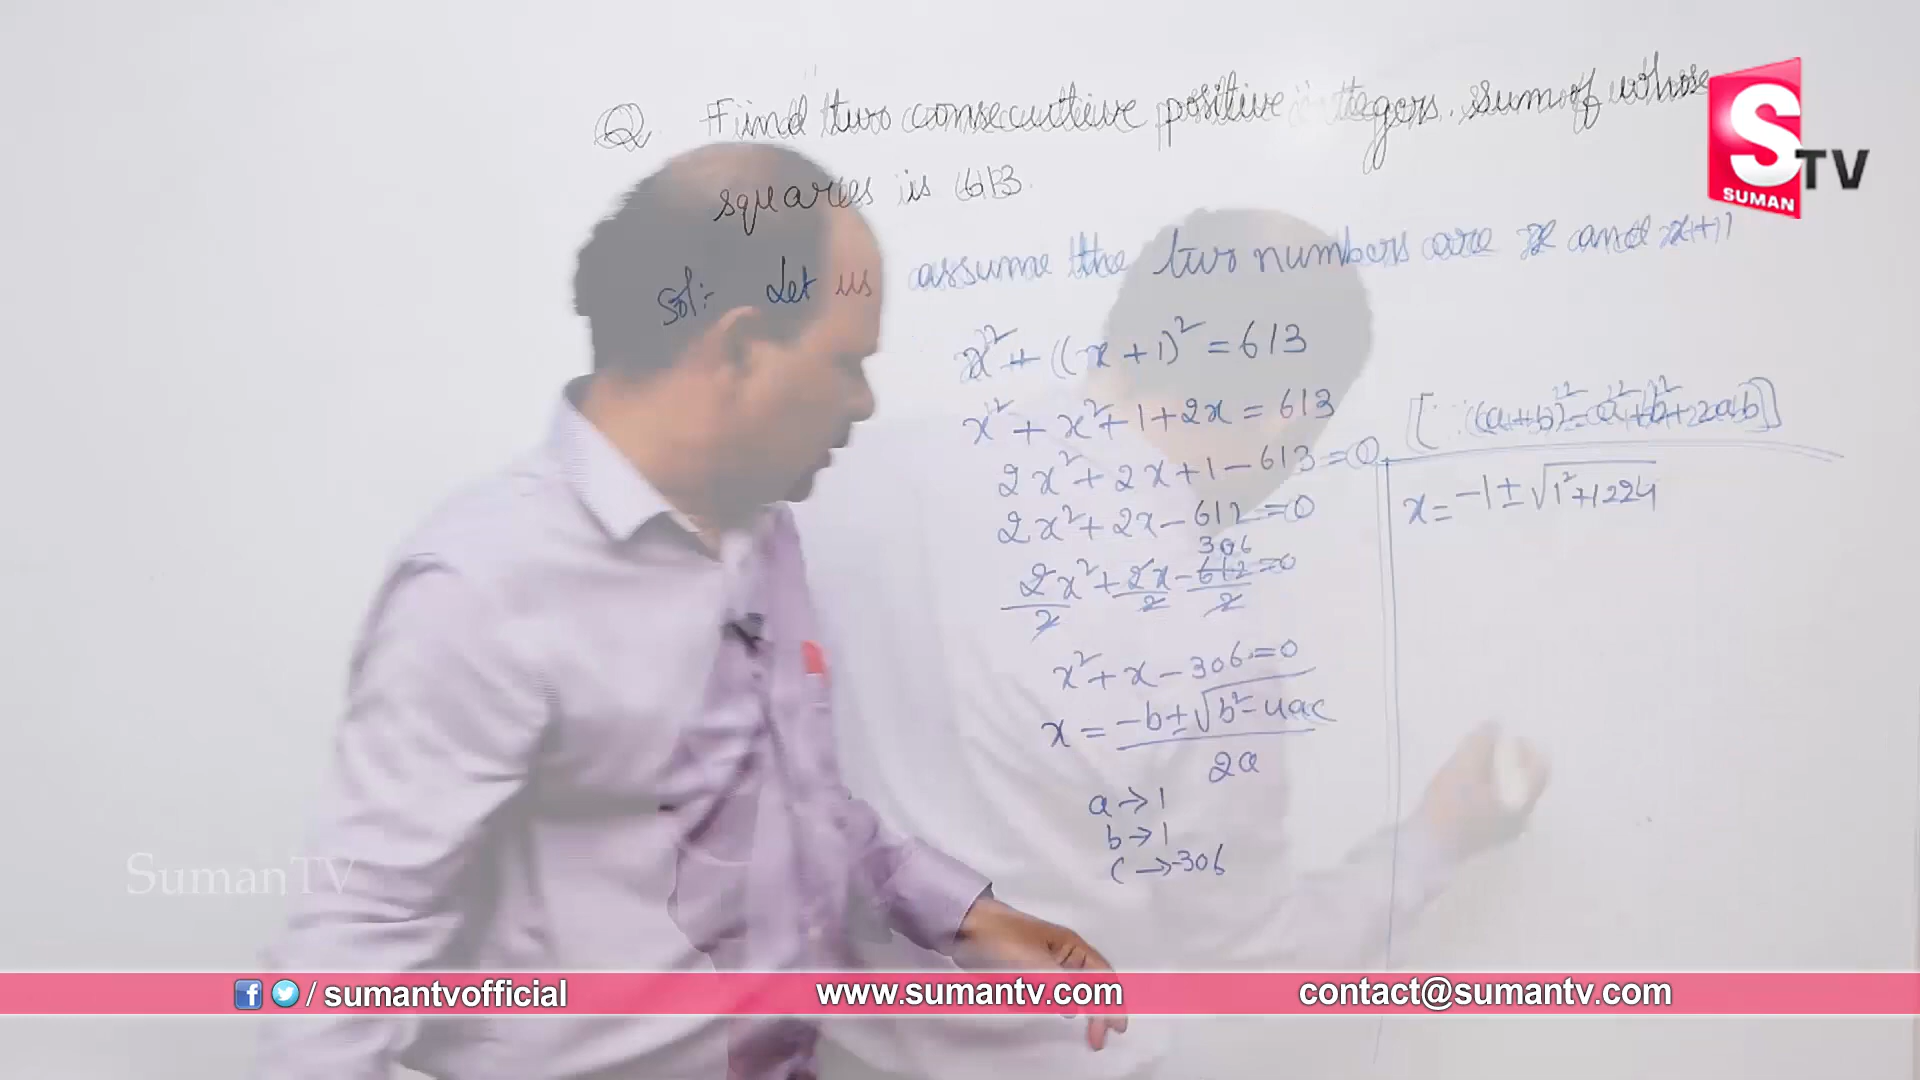 Q. Find two consecutive positive integers. sum of whose
squares is 613.
Sol:- Let us assume the two numbers are x and x+1
x² + (x+1)² = 613
x² + x² + 1 + 2x = 613 [∵ (a+b)² = a²+b²+2ab]
2x² + 2x + 1 - 613 = 0
2x² + 2x - 612 = 0
306
2x² + 2x - 612 = 0
2 2 2
x² + x - 306 = 0
x = -b ± √b² - 4ac
2a
a → 1
b → 1
c → -306
x = -1 ± √1² + 1224
S TV
SUMAN
SumanTV
/ sumantvofficial www.sumantv.com contact@sumantv.com